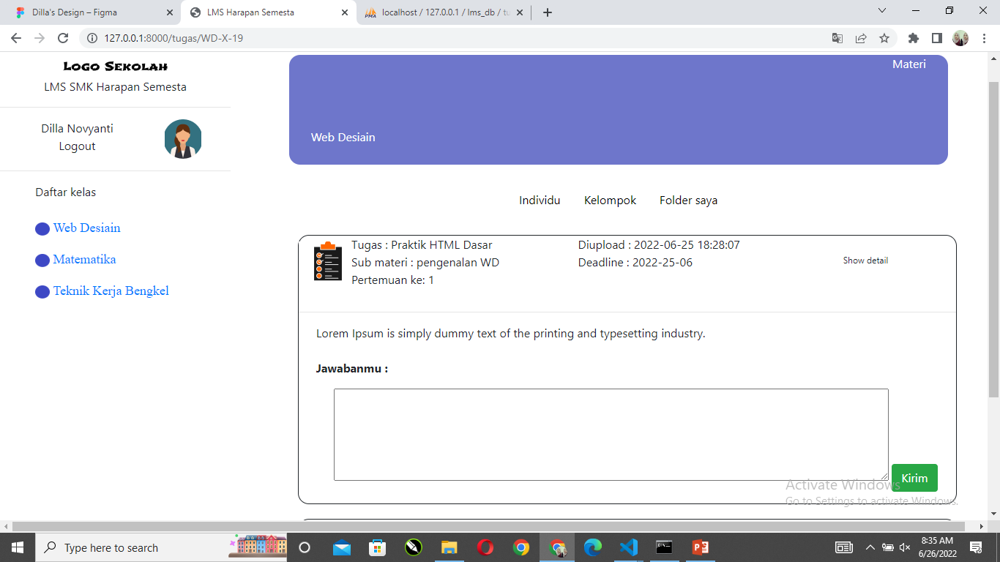 Dilla's Design – Figma
LMS Harapan Semesta
localhost / 127.0.0.1 / lms_db / tu
127.0.0.1:8000/tugas/WD-X-19
Logo Sekolah
LMS SMK Harapan Semesta
Dilla Novyanti
Logout
Daftar kelas
Web Desiain
Matematika
Teknik Kerja Bengkel
Materi
Web Desiain
Individu Kelompok Folder saya
Tugas : Praktik HTML Dasar
Sub materi : pengenalan WD
Pertemuan ke: 1
Diupload : 2022-06-25 18:28:07
Deadline : 2022-25-06
Show detail
Lorem Ipsum is simply dummy text of the printing and typesetting industry.
Jawabanmu :
Kirim
Activate Windows
Go to Settings to activate Windows.
Type here to search
8:35 AM
6/26/2022